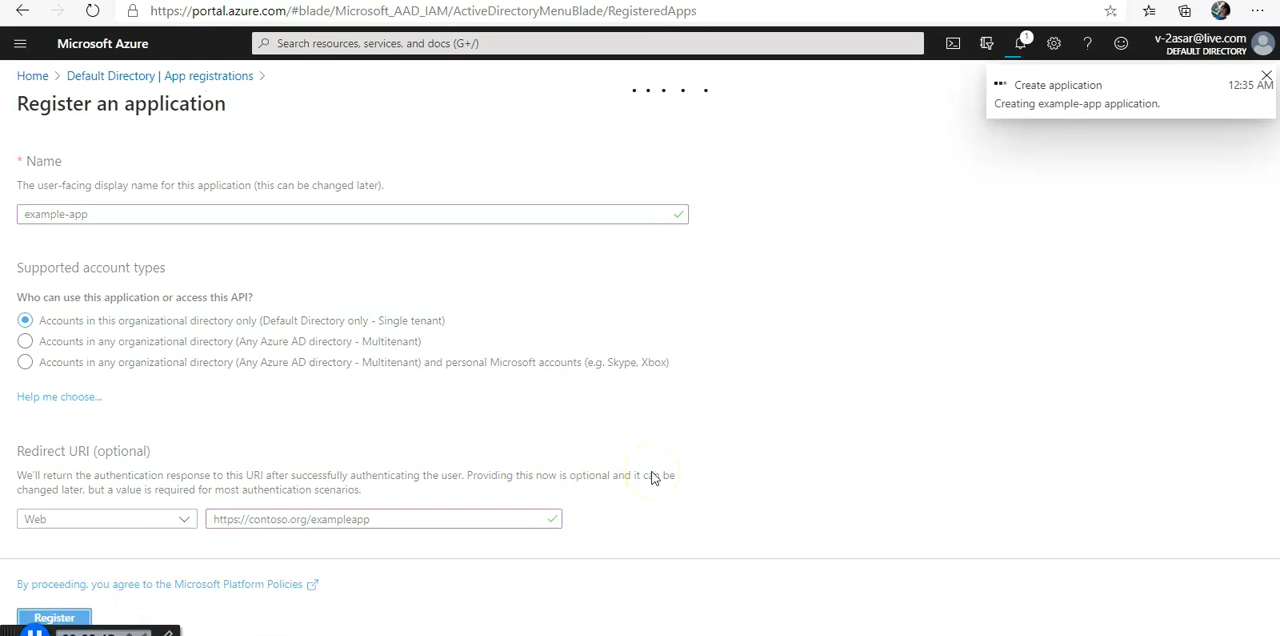 https://portal.azure.com/#blade/Microsoft_AAD_IAM/ActiveDirectoryMenuBlade/RegisteredApps
Microsoft Azure
Search resources, services, and docs (G+/)
1
v-2asar@live.com
DEFAULT DIRECTORY
Home > Default Directory | App registrations >
Register an application
Create application
12:35 AM
Creating example-app application.
* Name
The user-facing display name for this application (this can be changed later).
example-app
Supported account types
Who can use this application or access this API?
Accounts in this organizational directory only (Default Directory only - Single tenant)
Accounts in any organizational directory (Any Azure AD directory - Multitenant)
Accounts in any organizational directory (Any Azure AD directory - Multitenant) and personal Microsoft accounts (e.g. Skype, Xbox)
Help me choose...
Redirect URI (optional)
We'll return the authentication response to this URI after successfully authenticating the user. Providing this now is optional and it can be
changed later, but a value is required for most authentication scenarios.
Web
https://contoso.org/exampleapp
By proceeding, you agree to the Microsoft Platform Policies
Register